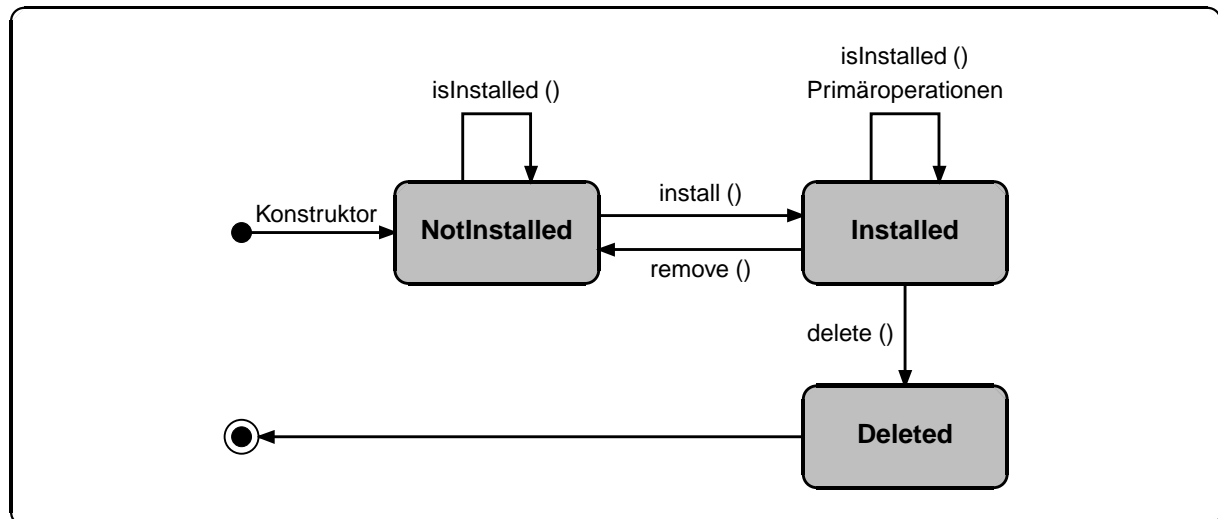 isInstalled ()
Primäroperationen
isInstalled ()
Konstruktor
NotInstalled
install ()
Installed
remove ()
delete ()
Deleted